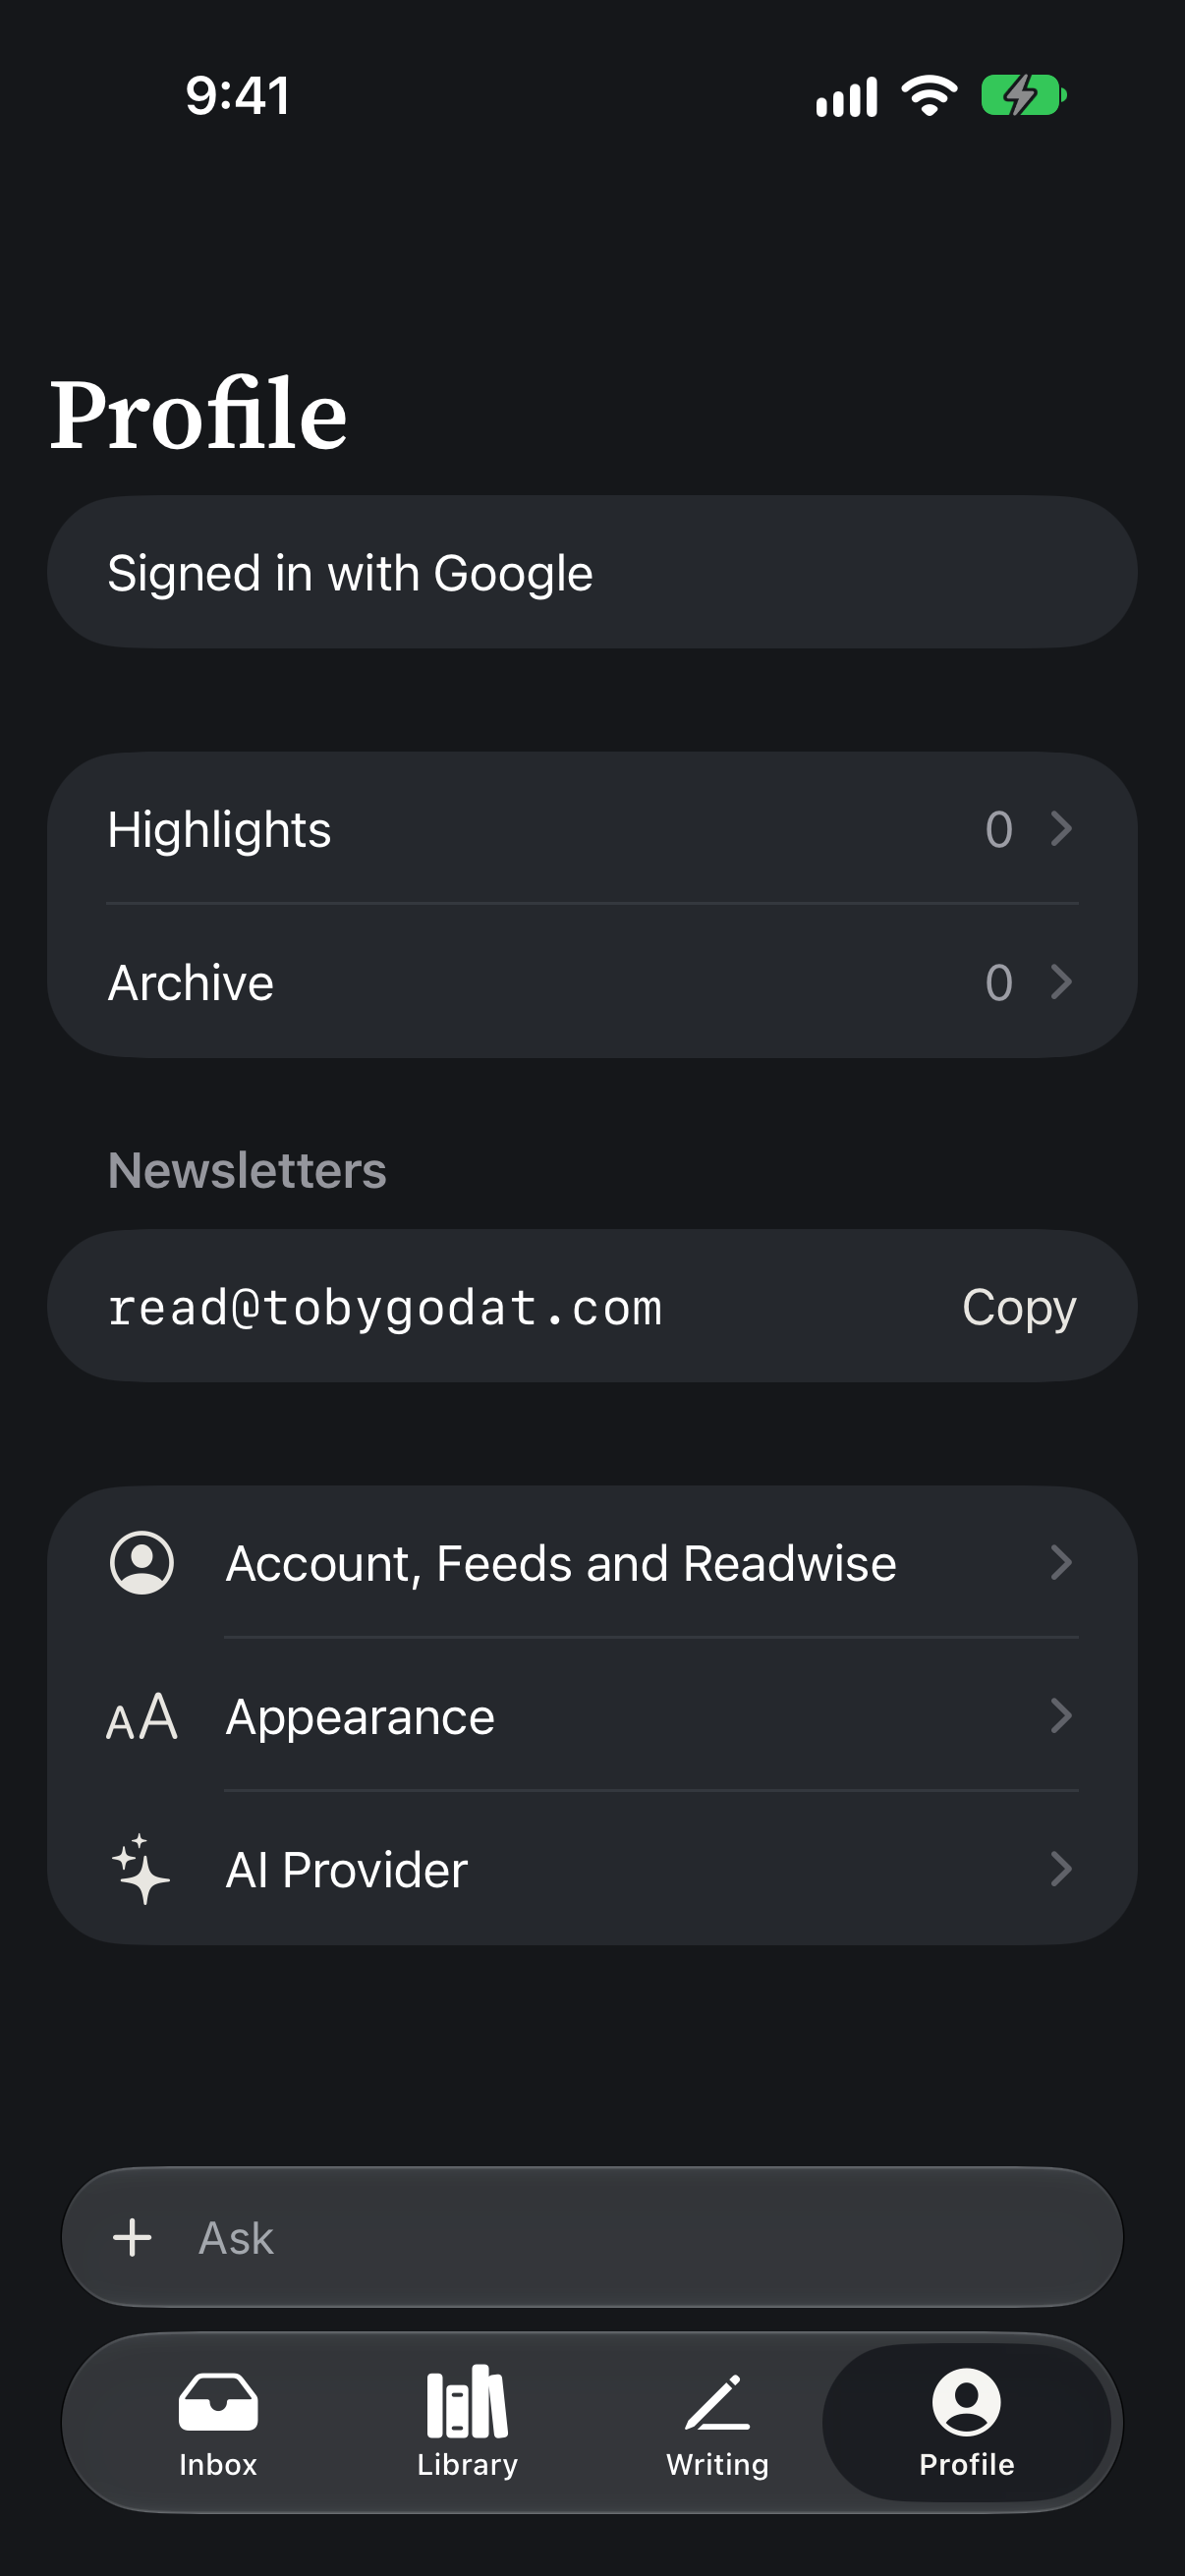 9:41
Profile
Signed in with Google
Highlights 0
Archive 0
Newsletters
read@tobygodat.com Copy
Account, Feeds and Readwise
AA Appearance
AI Provider
+ Ask
Inbox Library Writing Profile